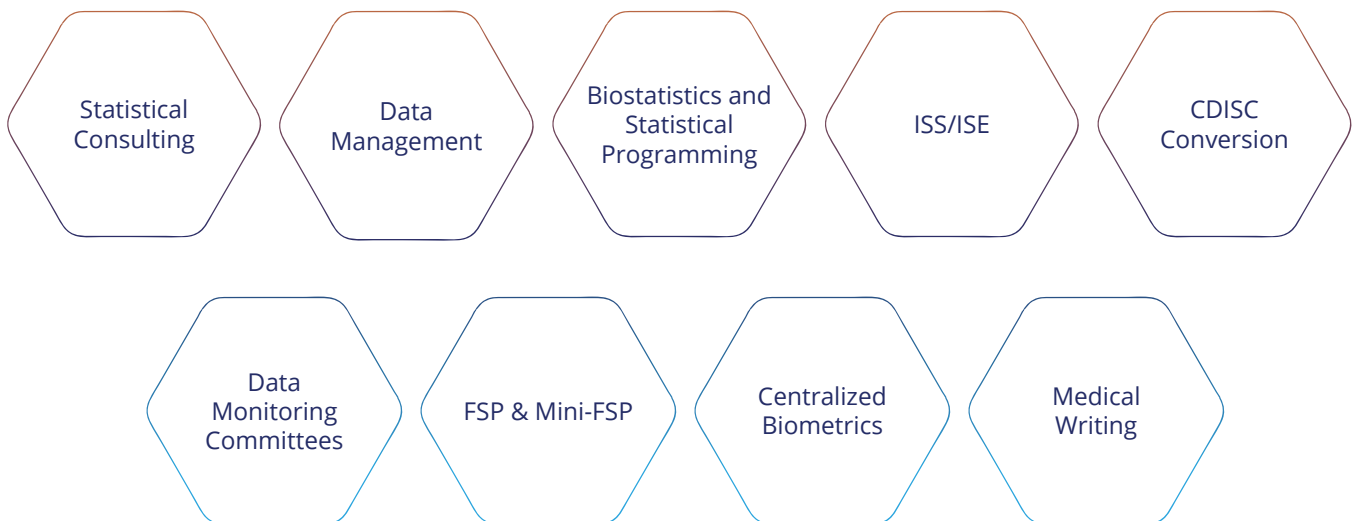 Statistical
Consulting
Data
Management
Biostatistics and
Statistical
Programming
ISS/ISE
CDISC
Conversion
Data
Monitoring
Committees
FSP & Mini-FSP
Centralized
Biometrics
Medical
Writing